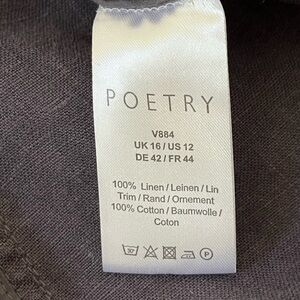 POETRY
V884
UK 16 / US 12
DE 42 / FR 44
100% Linen / Leinen / Lin
Trim / Rand / Ornement
100% Cotton / Baumwolle /
Coton